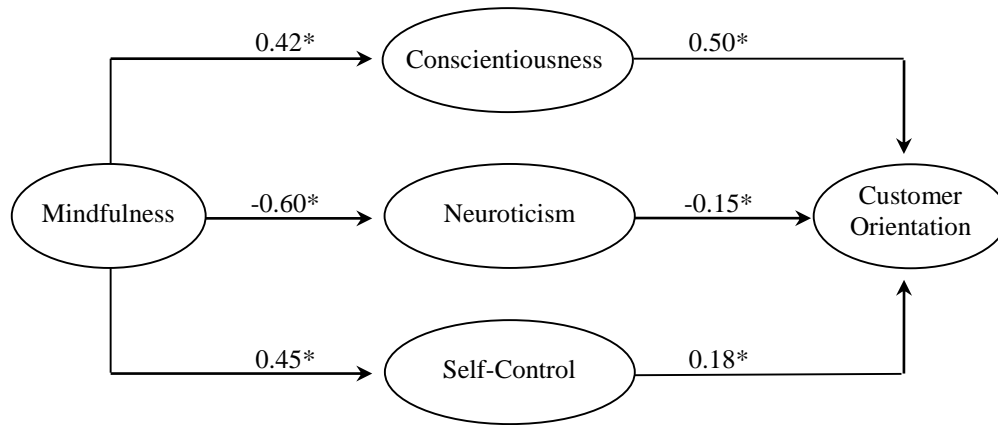 0.42*
Conscientiousness
0.50*
Mindfulness
-0.60*
Neuroticism
-0.15*
Customer
Orientation
0.45*
Self-Control
0.18*